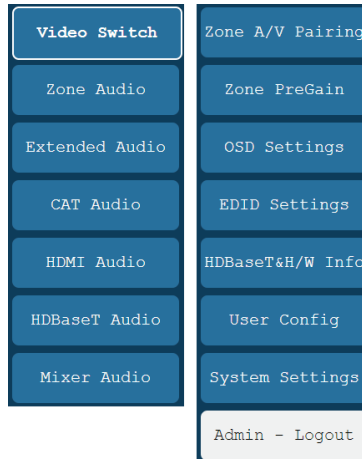 Video Switch
Zone Audio
Extended Audio
CAT Audio
HDMI Audio
HDBaseT Audio
Mixer Audio
Zone A/V Pairing
Zone PreGain
OSD Settings
EDID Settings
HDBaseT&H/W Info
User Config
System Settings
Admin - Logout